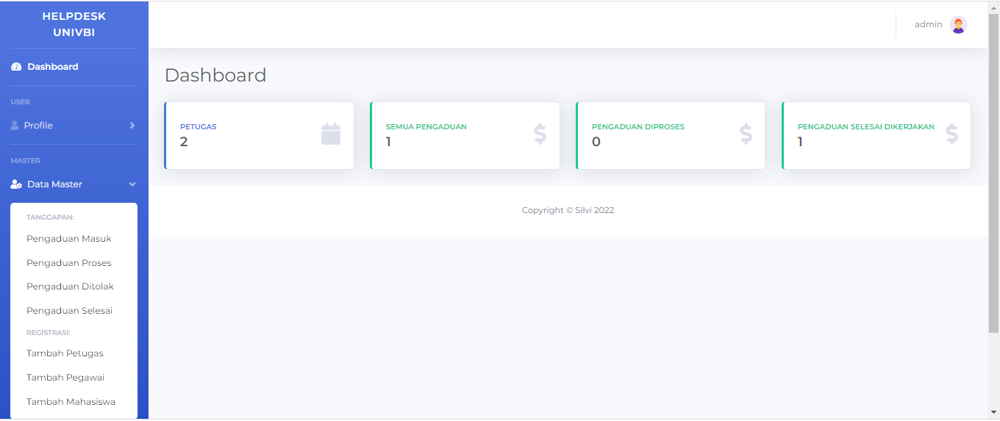 HELPDESK
UNIVBI
Dashboard
USER
Profile
MASTER
Data Master
TANGGAPAN:
Pengaduan Masuk
Pengaduan Proses
Pengaduan Ditolak
Pengaduan Selesai
REGISTRASI:
Tambah Petugas
Tambah Pegawai
Tambah Mahasiswa
admin
Dashboard
PETUGAS
2
SEMUA PENGADUAN
1
PENGADUAN DIPROSES
0
PENGADUAN SELESAI DIKERJAKAN
1
Copyright © Silvi 2022